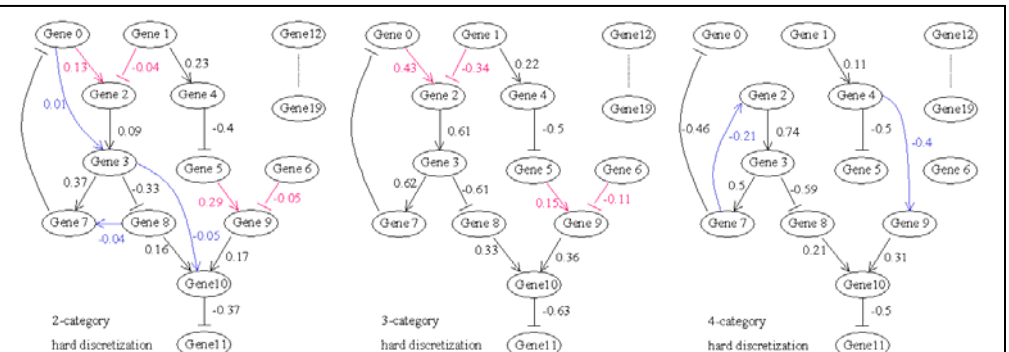 Gene 0
Gene 1
Gene12
0.13
-0.04
0.23
Gene 2
Gene 4
Gene19
0.01
0.09
-0.4
Gene 3
Gene 5
Gene 6
0.37
-0.33
0.29
-0.05
Gene 7
Gene 8
Gene 9
-0.04
0.16
-0.05
0.17
Gene10
-0.37
2-category
hard discretization
Gene11
Gene 0
Gene 1
Gene12
0.43
-0.34
0.22
Gene 2
Gene 4
Gene19
0.61
-0.5
Gene 3
Gene 5
Gene 6
0.62
-0.61
0.15
-0.11
Gene 7
Gene 8
Gene 9
0.33
0.36
Gene10
-0.63
3-category
hard discretization
Gene11
Gene 0
Gene 1
Gene12
0.11
Gene 2
Gene 4
Gene19
-0.46
-0.21
0.74
-0.5
-0.4
Gene 3
Gene 5
Gene 6
0.5
-0.59
Gene 7
Gene 8
Gene 9
0.21
0.31
Gene10
-0.5
4-category
hard discretization
Gene11